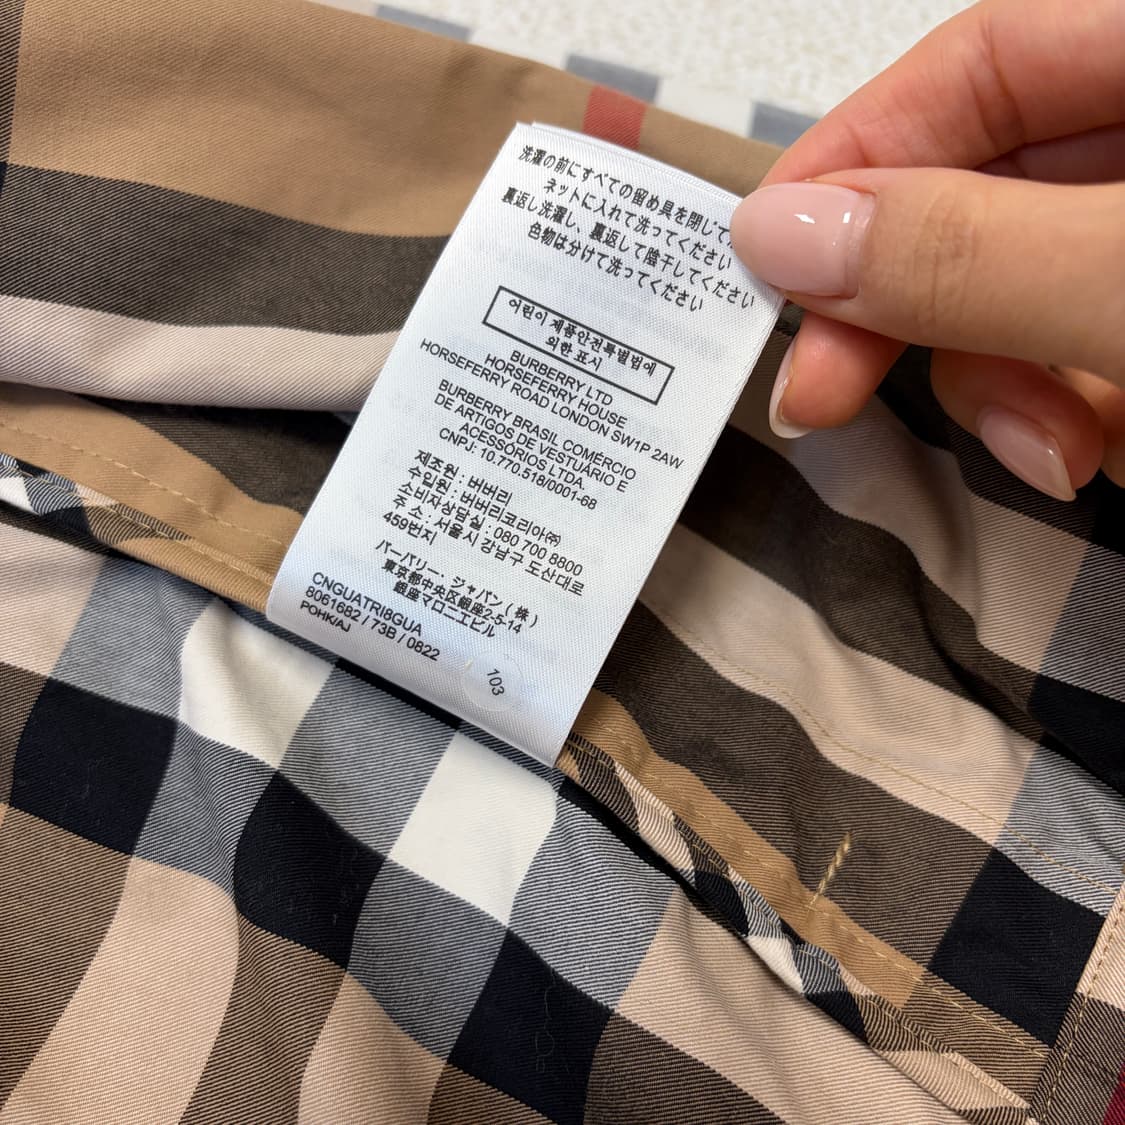 洗濯の前にすべての留め具を閉じて
ネットに入れて洗ってください
裏返し洗濯し、裏返して陰干してください
色物は分けて洗ってください
어린이 제품안전특별법에
의한 표시
BURBERRY LTD
HORSEFERRY HOUSE
HORSEFERRY ROAD LONDON SW1P 2AW
BURBERRY BRASIL COMÉRCIO
DE ARTIGOS DE VESTUÁRIO E
ACESSÓRIOS LTDA.
CNPJ: 10.770.518/0001-68
제조원 : 버버리
수입원 : 버버리코리아㈜
소비자상담실 : 080 700 8800
주 소 : 서울시 강남구 도산대로
459번지
バーバリー・ジャパン(株)
東京都中央区銀座2-5-14
銀座マロニエビル
CNGUATRI8GUA
8061682 / 73B / 0822
POHK/AJ
103